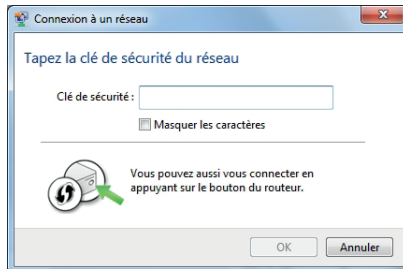 Connexion à un réseau
Tapez la clé de sécurité du réseau
Clé de sécurité :
Masquer les caractères
Vous pouvez aussi vous connecter en
appuyant sur le bouton du routeur.
OK Annuler